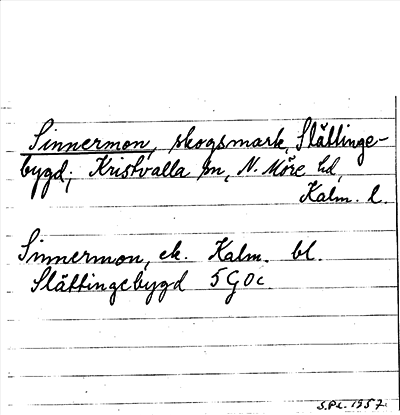 Sinnermon, skogsmark, Slättinge-
bygd; Kristvalla sn, N. Möre hd,
Kalm. l.
Sinnermon, ek. Kalm. bl.
Slättingebygd 5G0c.
S.Pl. 1957.